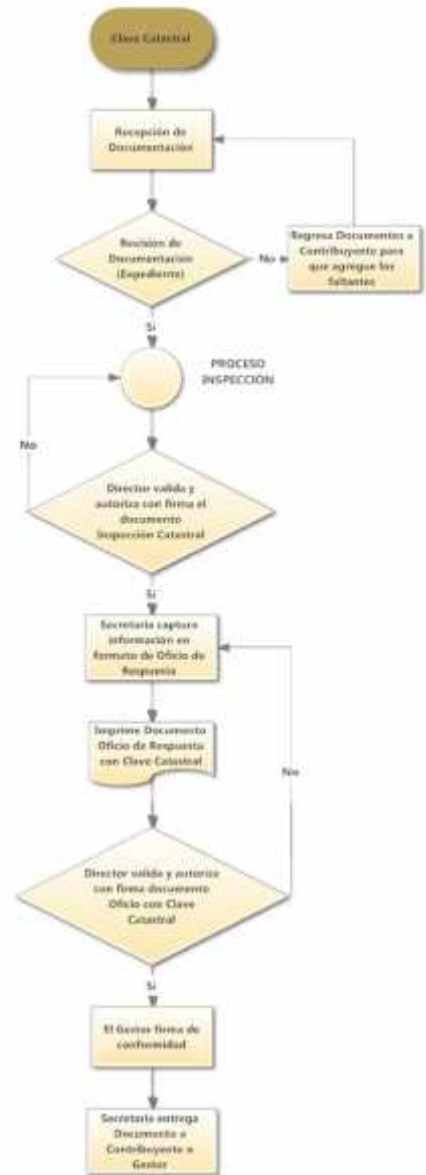 Clave Catastral
Recepción de
Documentación
Revisión de
Documentación
(Expediente)
No
Regresa Documentos a
Contribuyente para
que agregue los
faltantes
Si
PROCESO
INSPECCIÓN
No
Director valida y
autoriza con firma el
documento
Inspección Catastral
Si
Secretaria captura
información en
formato de Oficio de
Respuesta
Imprime Documento
Oficio de Respuesta
con Clave Catastral
No
Director valida y autoriza
con firma documento
Oficio con Clave
Catastral
Si
El Gestor firma de
conformidad
Secretaria entrega
Documento a
Contribuyente o
Gestor